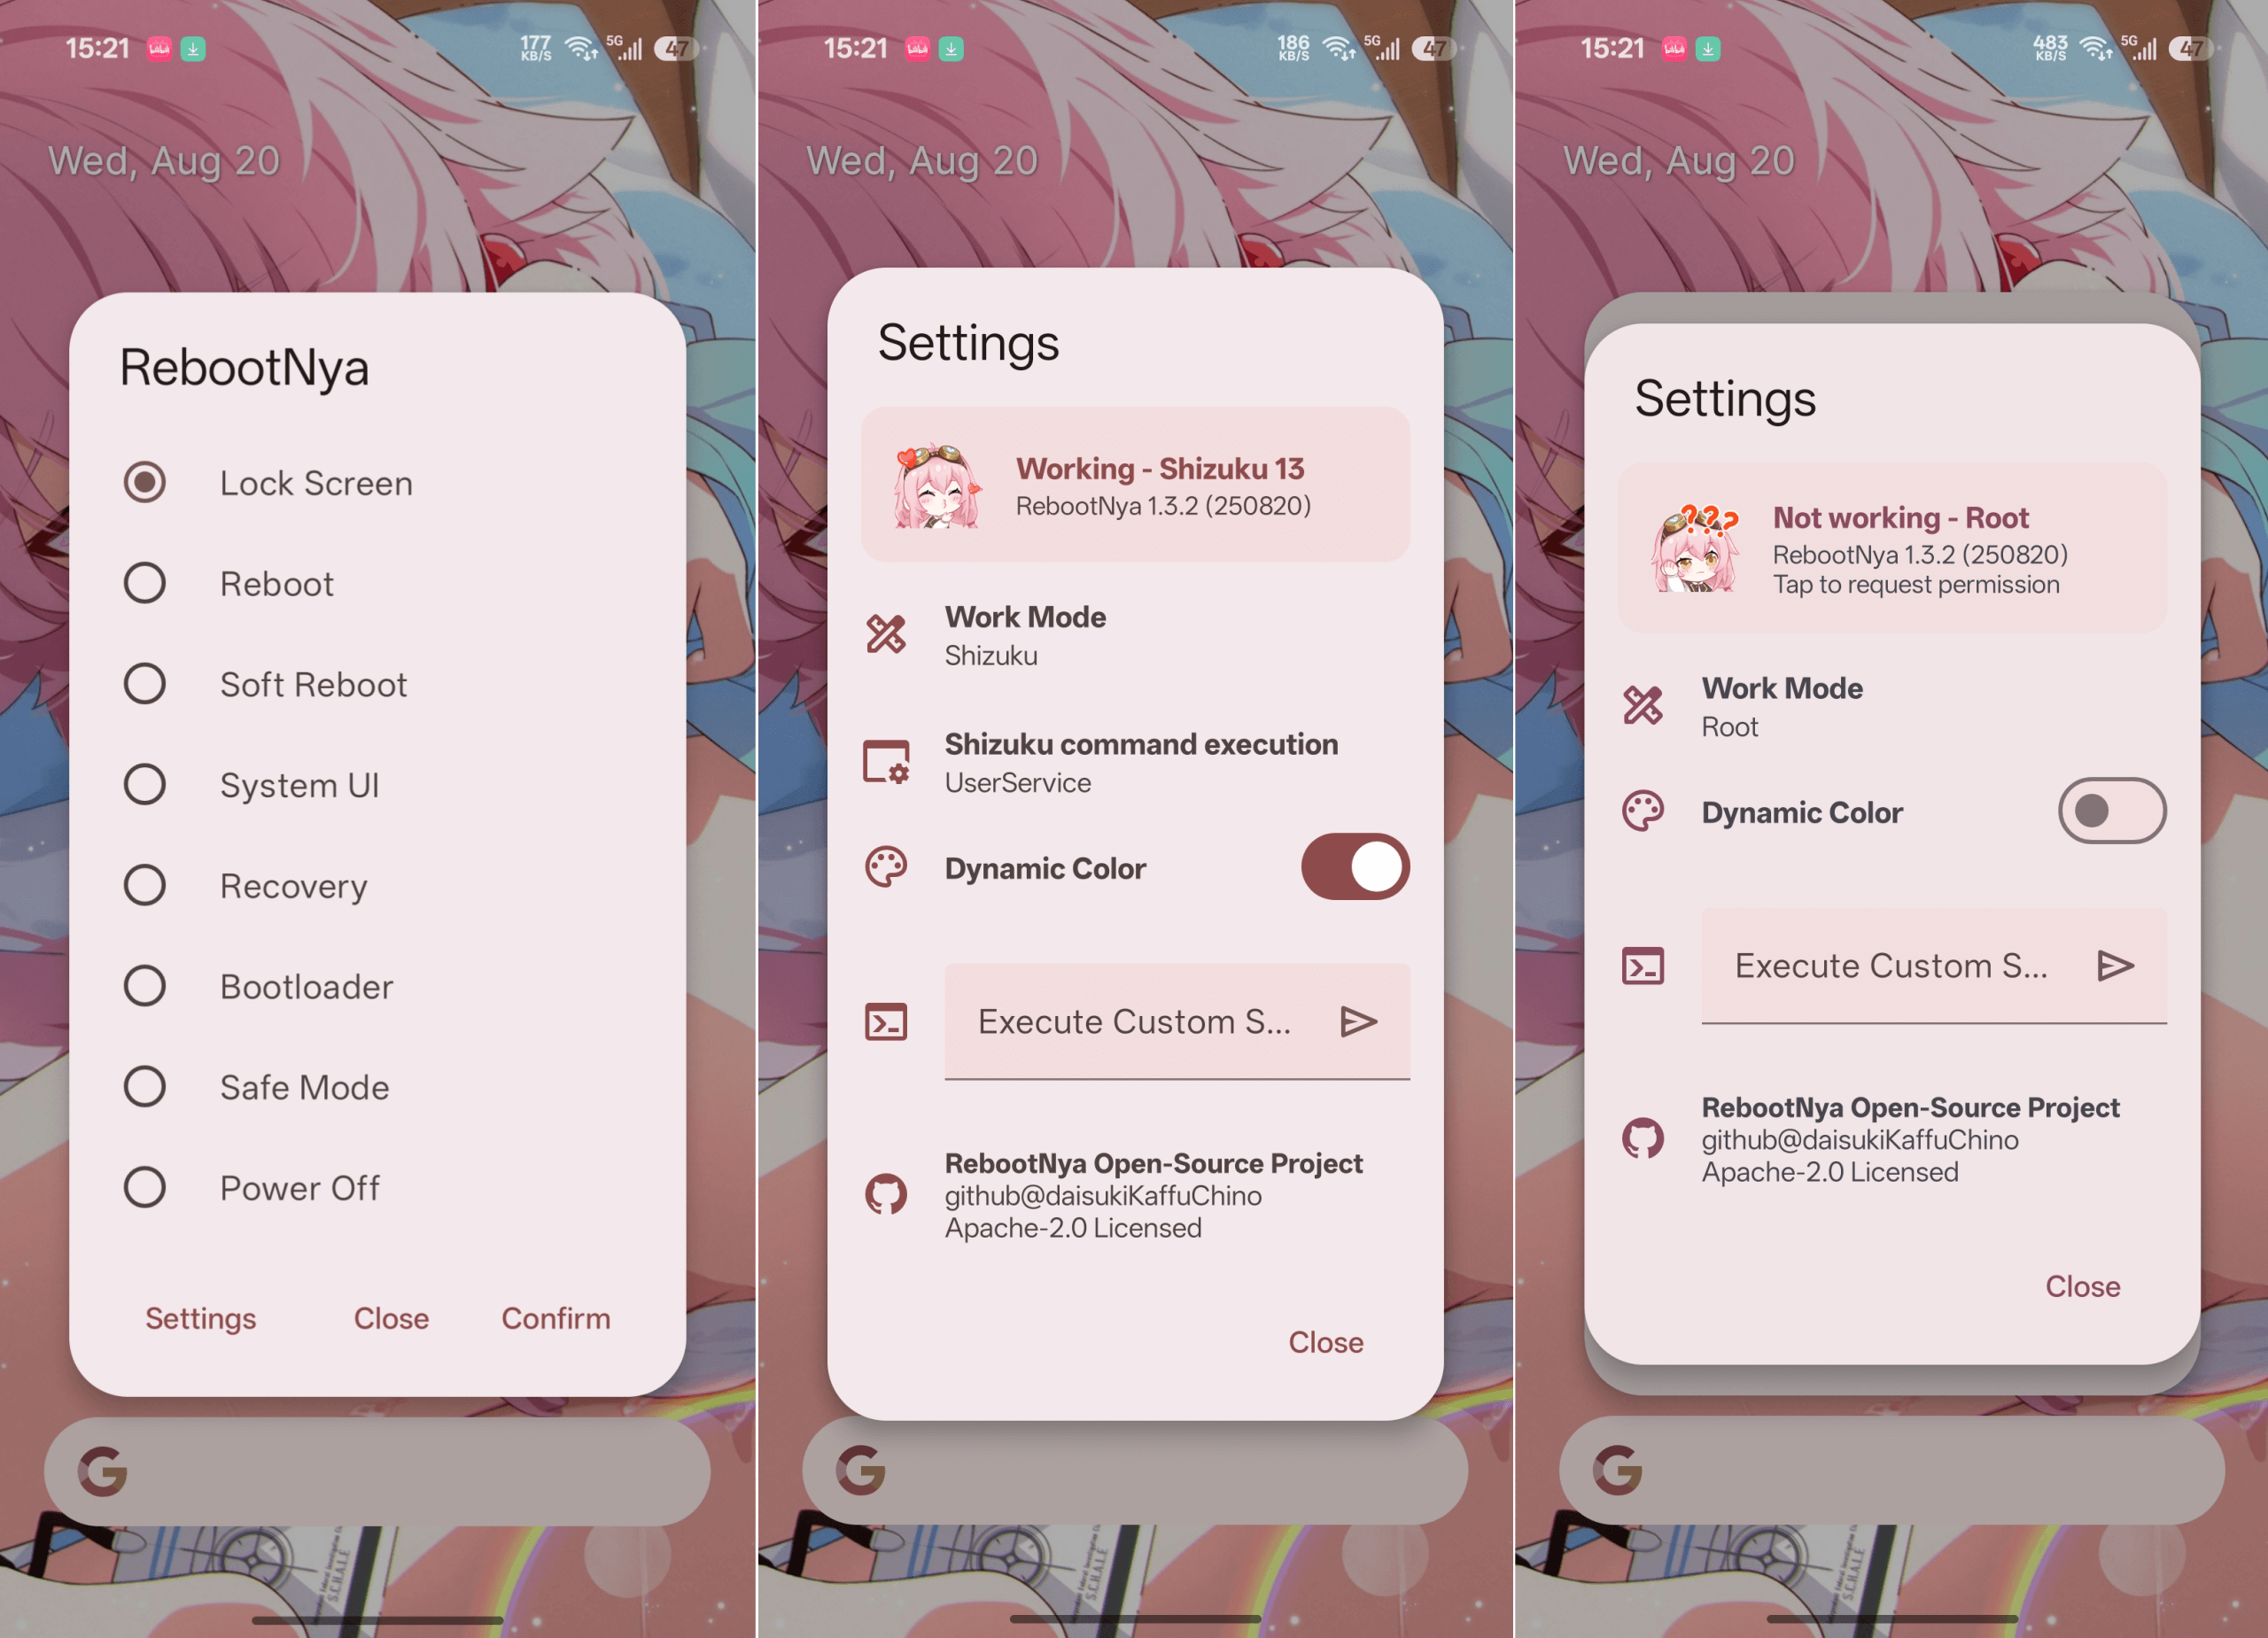 15:21
177
KB/S
5G
47
Wed, Aug 20
RebootNya
Lock Screen
Reboot
Soft Reboot
System UI
Recovery
Bootloader
Safe Mode
Power Off
Settings Close Confirm
G
S.C.H.A.L.E
15:21
186
KB/S
5G
47
Wed, Aug 20
Settings
Working - Shizuku 13
RebootNya 1.3.2 (250820)
Work Mode
Shizuku
Shizuku command execution
UserService
Dynamic Color
Execute Custom S...
RebootNya Open-Source Project
github@daisukiKaffuChino
Apache-2.0 Licensed
Close
G
S.C.H.A.L.E
15:21
483
KB/S
5G
47
Wed, Aug 20
Settings
???
Not working - Root
RebootNya 1.3.2 (250820)
Tap to request permission
Work Mode
Root
Dynamic Color
Execute Custom S...
RebootNya Open-Source Project
github@daisukiKaffuChino
Apache-2.0 Licensed
Close
G
S.C.H.A.L.E